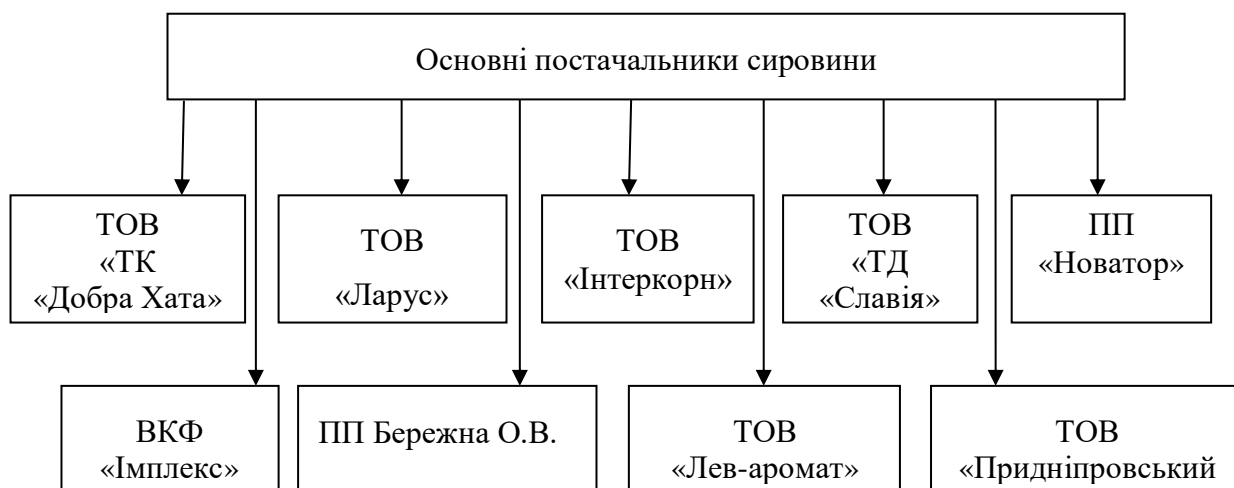 Основні постачальники сировини
ТОВ
«ТК
«Добра Хата»
ТОВ
«Ларус»
ТОВ
«Інтеркорн»
ТОВ
«ТД
«Славія»
ПП
«Новатор»
ВКФ
«Імплекс»
ПП Бережна О.В.
ТОВ
«Лев-аромат»
ТОВ
«Придніпровський